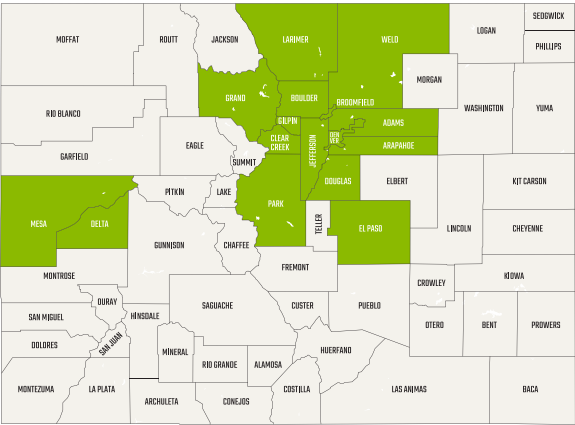 SEDGWICK
LOGAN
MOFFAT
ROUTT
JACKSON
LARIMER
WELD
PHILLIPS
MORGAN
GRAND
BOULDER
BROOMFIELD
WASHINGTON
YUMA
RIO BLANCO
GILPIN
ADAMS
CLEAR
CREEK
JEFFERSON
DEN
VER
ARAPAHOE
EAGLE
GARFIELD
SUMMIT
DOUGLAS
ELBERT
KIT CARSON
PITKIN
LAKE
PARK
MESA
DELTA
TELLER
EL PASO
LINCOLN
CHEYENNE
GUNNISON
CHAFFEE
FREMONT
MONTROSE
KIOWA
CROWLEY
OURAY
HINSDALE
SAGUACHE
CUSTER
PUEBLO
SAN MIGUEL
OTERO
BENT
PROWERS
DOLORES
SAN JUAN
MINERAL
RIO GRANDE
ALAMOSA
HUERFANO
MONTEZUMA
LA PLATA
ARCHULETA
CONEJOS
COSTILLA
LAS ANIMAS
BACA